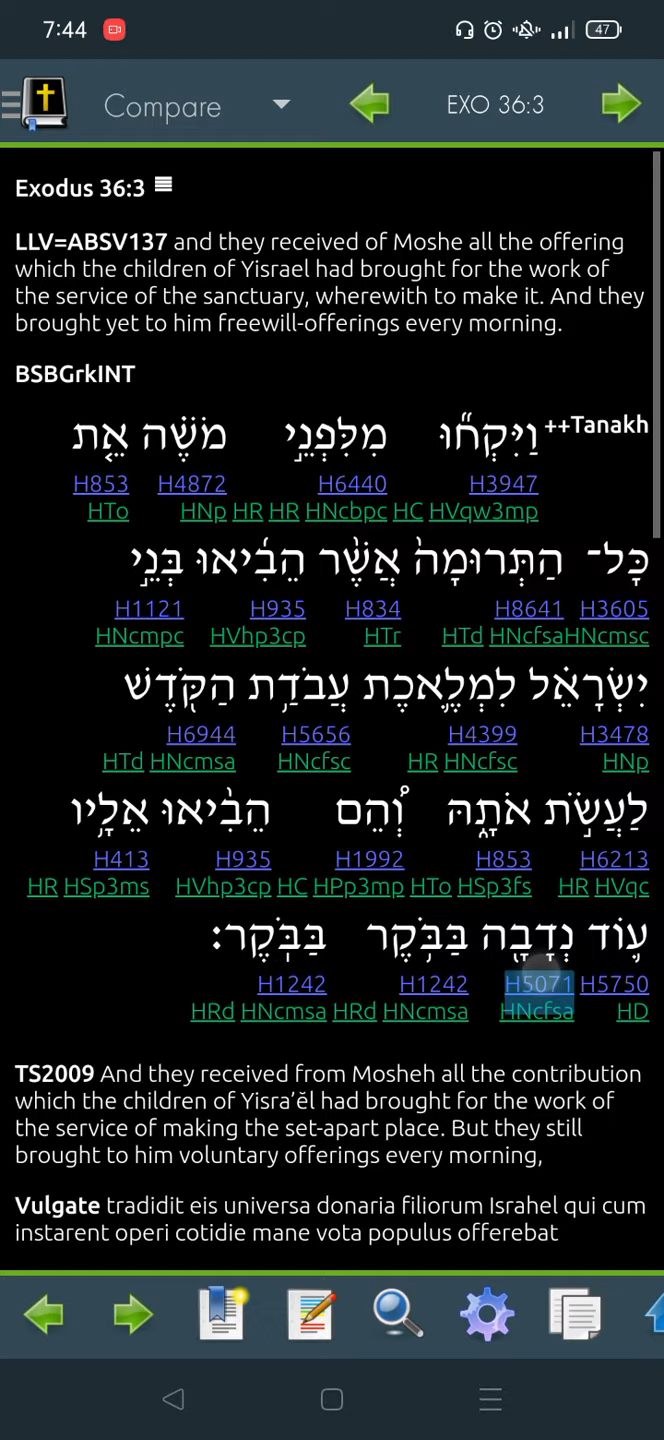 7:44
47
Compare
EXO 36:3
Exodus 36:3
LLV=ABSV137 and they received of Moshe all the offering
which the children of Yisrael had brought for the work of
the service of the sanctuary, wherewith to make it. And they
brought yet to him freewill-offerings every morning.
BSBGrkINT
++Tanakh וַיִּקְח֞וּ מִלִּפְנֵ֣י מֹשֶׁ֗ה אֵ֤ת
H853 H4872 H6440 H3947
HTo HNp HR HR HNcbpc HC HVqw3mp
כָּל־ הַתְּרוּמָה֙ אֲשֶׁ֨ר הֵבִ֜יאוּ בְּנֵ֣י
H1121 H935 H834 H8641 H3605
HNcmpc HVhp3cp HTr HTd HNcfsa HNcmsc
יִשְׂרָאֵ֗ל לִמְלֶ֛אכֶת עֲבֹדַ֥ת הַקֹּ֖דֶשׁ
H6944 H5656 H4399 H3478
HTd HNcmsa HNcfsc HR HNcfsc HNp
לַעֲשֹׂ֣ת אֹתָ֑הּ וְ֠הֵם הֵבִ֨יאוּ אֵלָ֥יו
H413 H935 H1992 H853 H6213
HR HSp3ms HVhp3cp HC HPp3mp HTo HSp3fs HR HVqc
ע֛וֹד נְדָבָ֖ה בַּבֹּ֥קֶר בַּבֹּֽקֶר׃
H1242 H1242 H5071 H5750
HRd HNcmsa HRd HNcmsa HNcfsa HD
TS2009 And they received from Mosheh all the contribution
which the children of Yisra’ĕl had brought for the work of
the service of making the set-apart place. But they still
brought to him voluntary offerings every morning,
Vulgate tradidit eis universa donaria filiorum Israhel qui cum
instarent operi cotidie mane vota populus offerebat